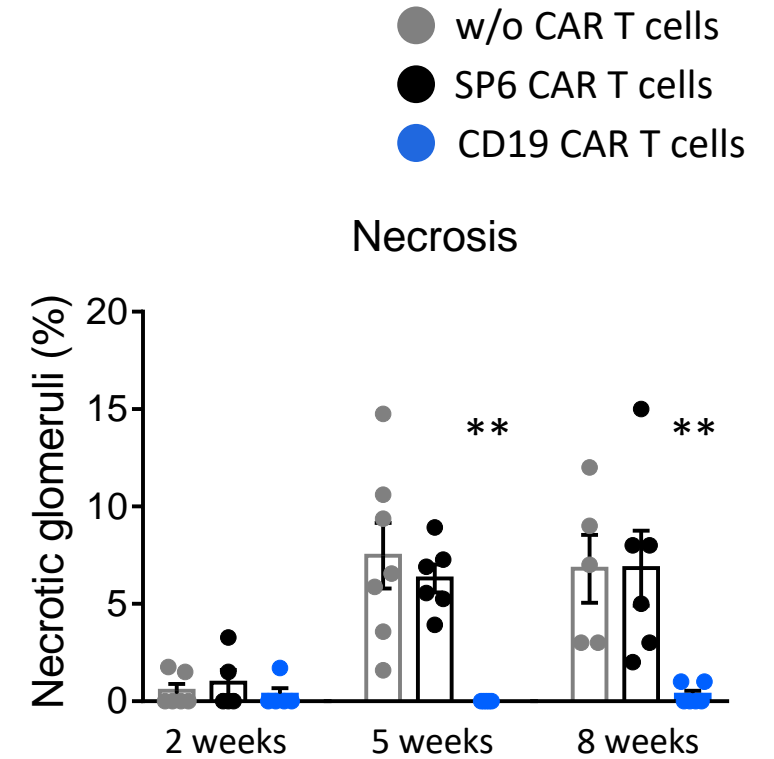 w/o CAR T cells
SP6 CAR T cells
CD19 CAR T cells
Necrosis
Necrotic glomeruli (%)
20
15
10
5
0
**
**
2 weeks
5 weeks
8 weeks